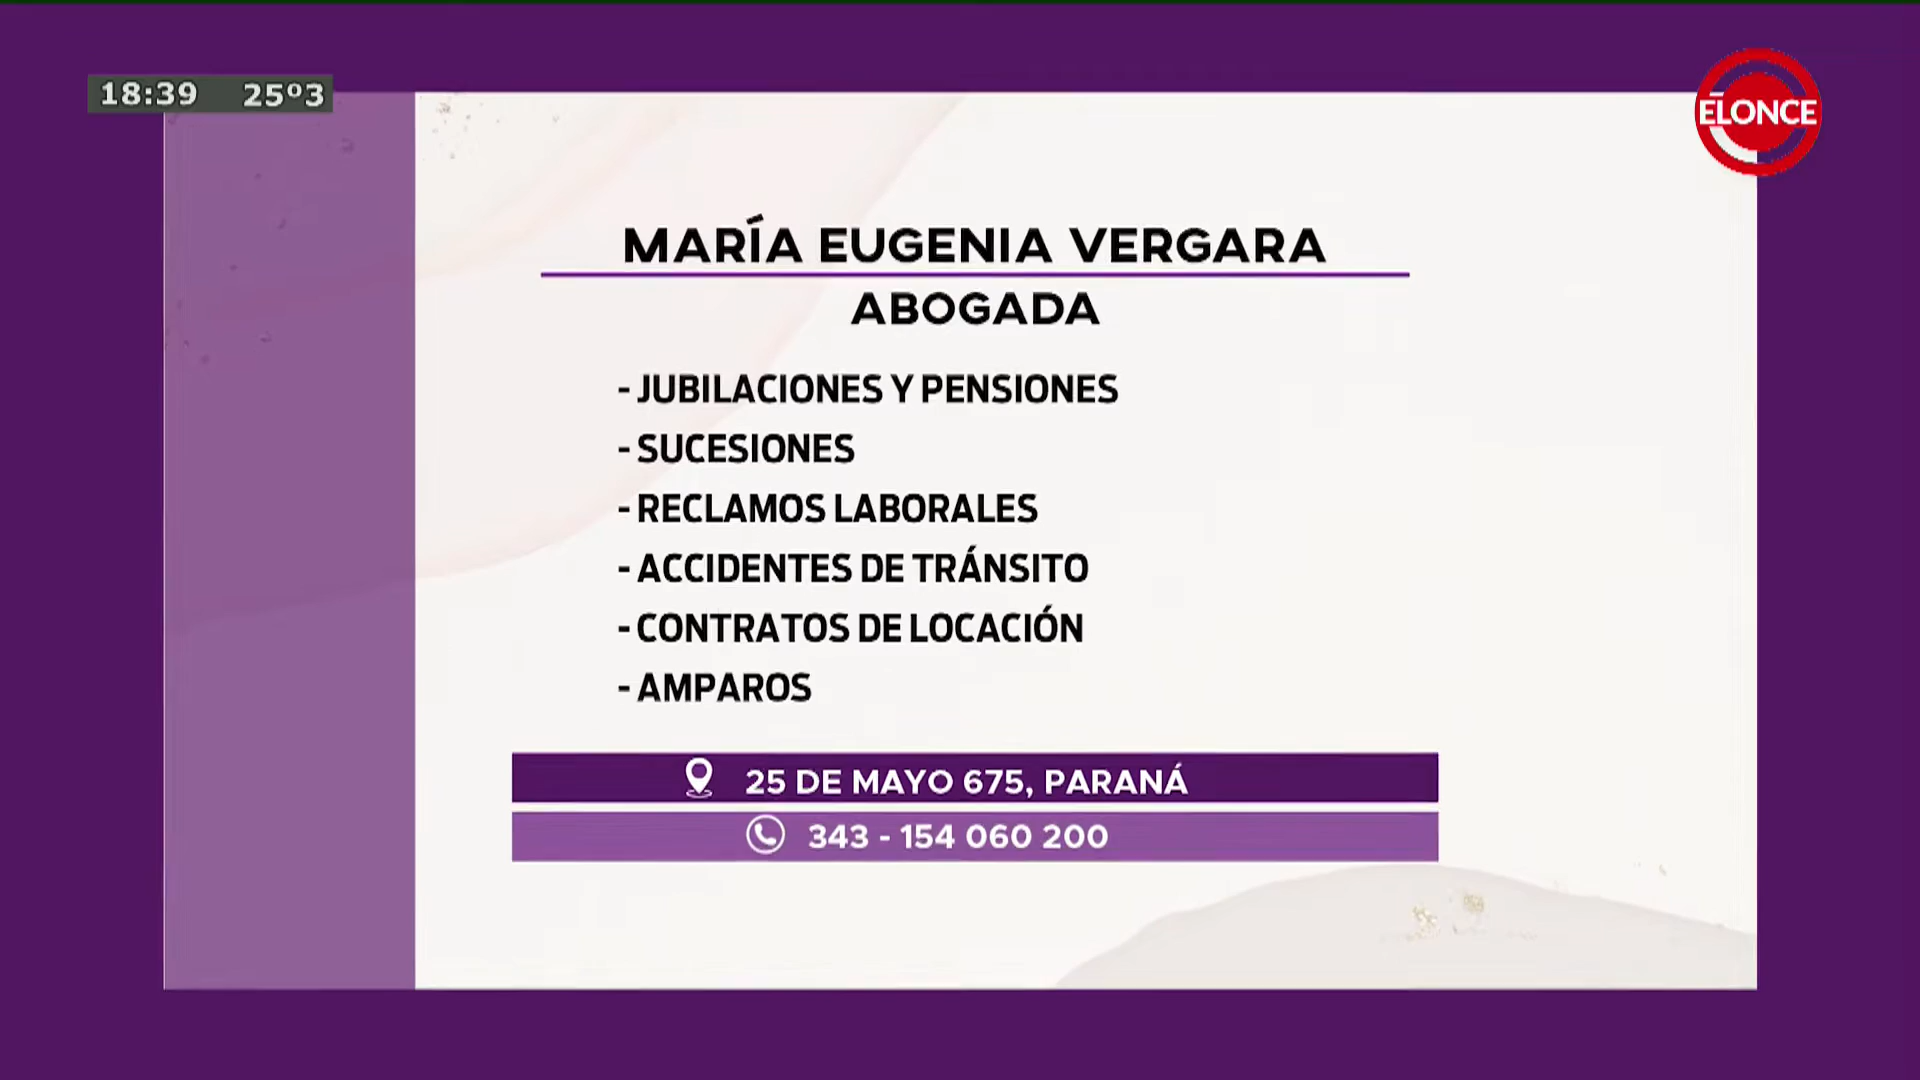 18:39 25º3
ELONCE
MARÍA EUGENIA VERGARA
ABOGADA
- JUBILACIONES Y PENSIONES
- SUCESIONES
- RECLAMOS LABORALES
- ACCIDENTES DE TRÁNSITO
- CONTRATOS DE LOCACIÓN
- AMPAROS
25 DE MAYO 675, PARANÁ
343 - 154 060 200